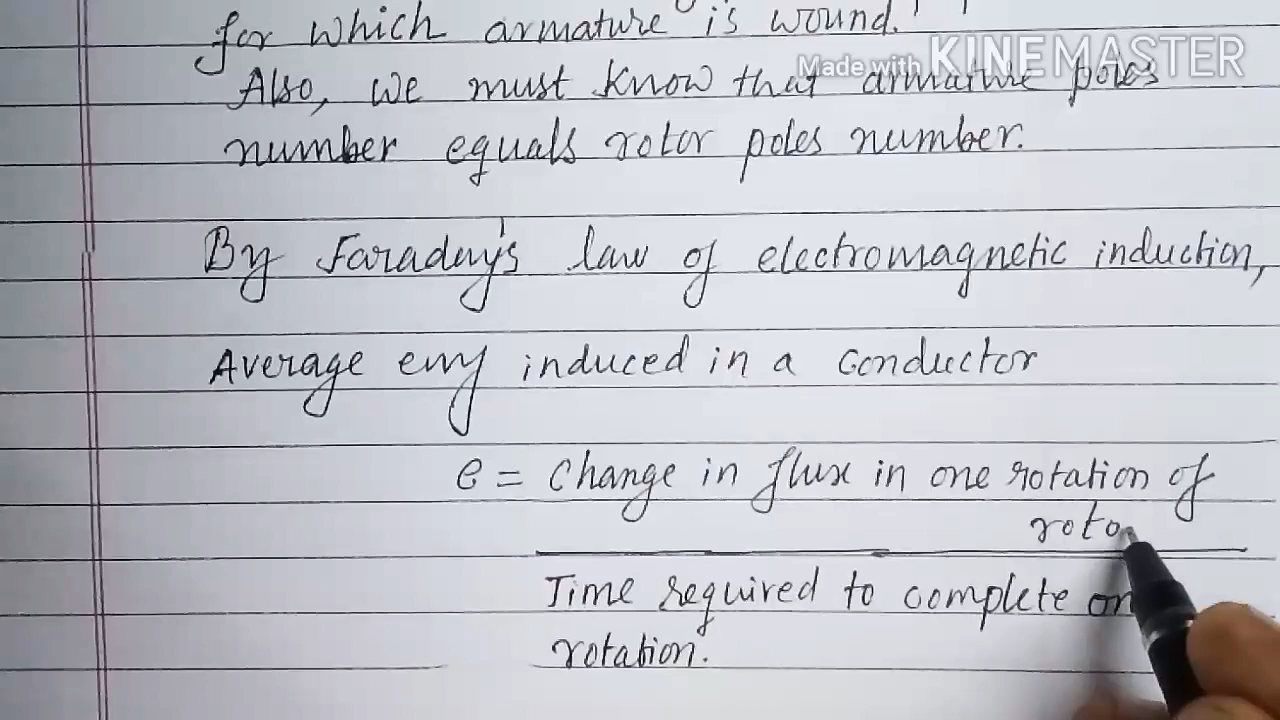 for which armature is wound.
Made with KINEMASTER
Also, we must know that armature poles
number equals rotor poles number.
By Faraday's law of electromagnetic induction,
Average emf induced in a conductor
e = Change in flux in one rotation of
roto
Time required to complete on
rotation.